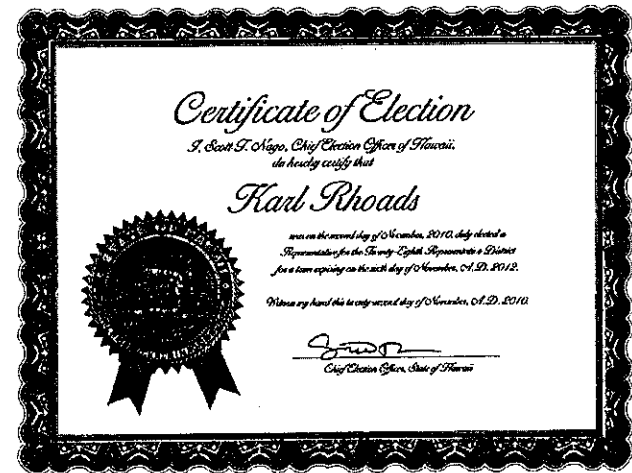 Certificate of Election
I, Scott T. Nago, Chief Election Officer of Hawaii,
do hereby certify that
Karl Rhoads
was on the second day of November, 2010, duly elected a
Representative for the Twenty-Eighth Representative District
for a term expiring on the sixth day of November, A.D. 2012.
Witness my hand this twenty-second day of November, A.D. 2010.
Chief Election Officer, State of Hawaii